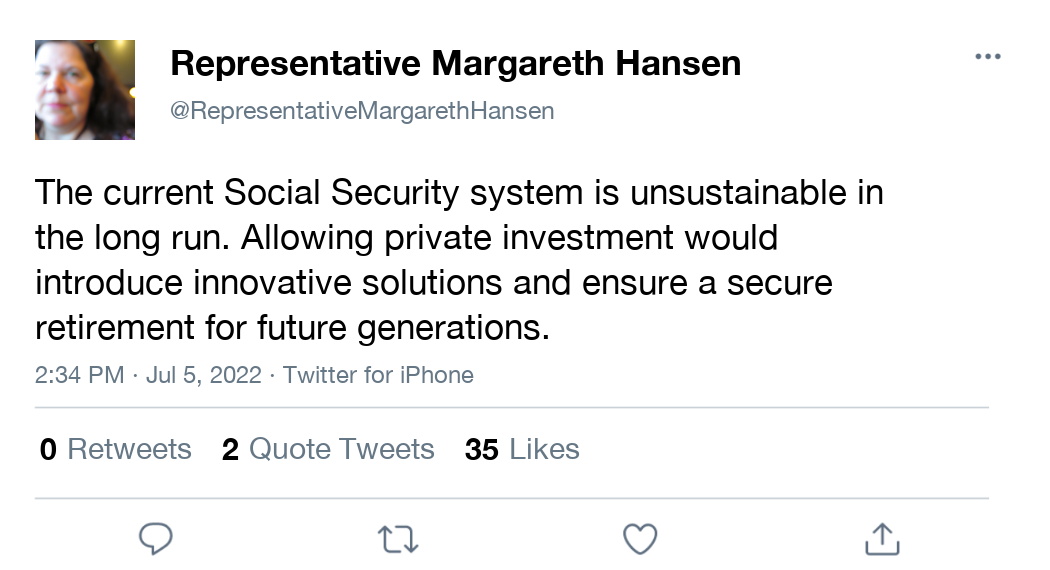 Representative Margareth Hansen
@RepresentativeMargarethHansen
The current Social Security system is unsustainable in
the long run. Allowing private investment would
introduce innovative solutions and ensure a secure
retirement for future generations.
2:34 PM · Jul 5, 2022 · Twitter for iPhone
0 Retweets 2 Quote Tweets 35 Likes